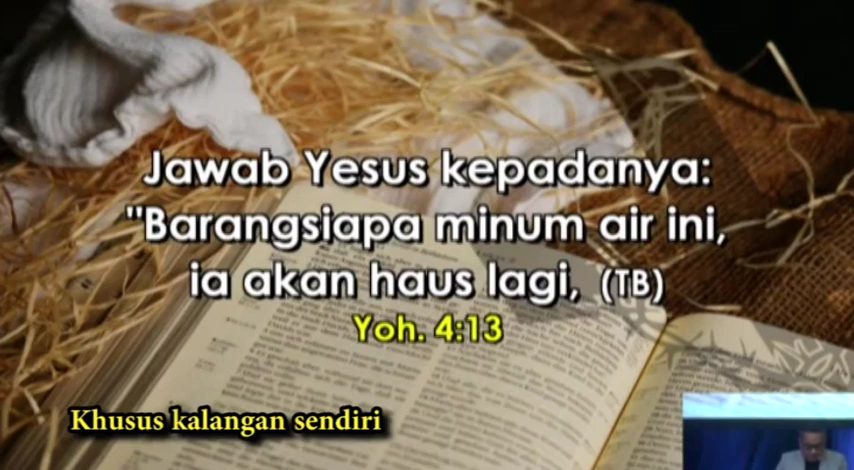 Jawab Yesus kepadanya:
"Barangsiapa minum air ini,
ia akan haus lagi, (TB)
Yoh. 4:13
Khusus kalangan sendiri